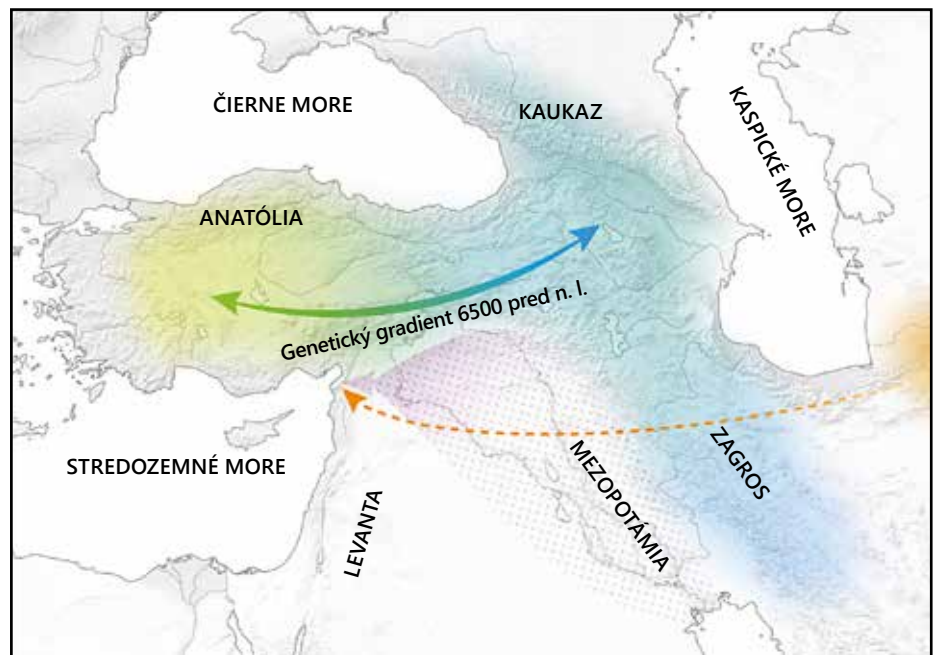 ČIERNE MORE
KAUKAZ
KASPICKÉ MORE
ANATÓLIA
Genetický gradient 6500 pred n. l.
STREDOZEMNÉ MORE
LEVANTA
MEZOPOTÁMIA
ZAGROS